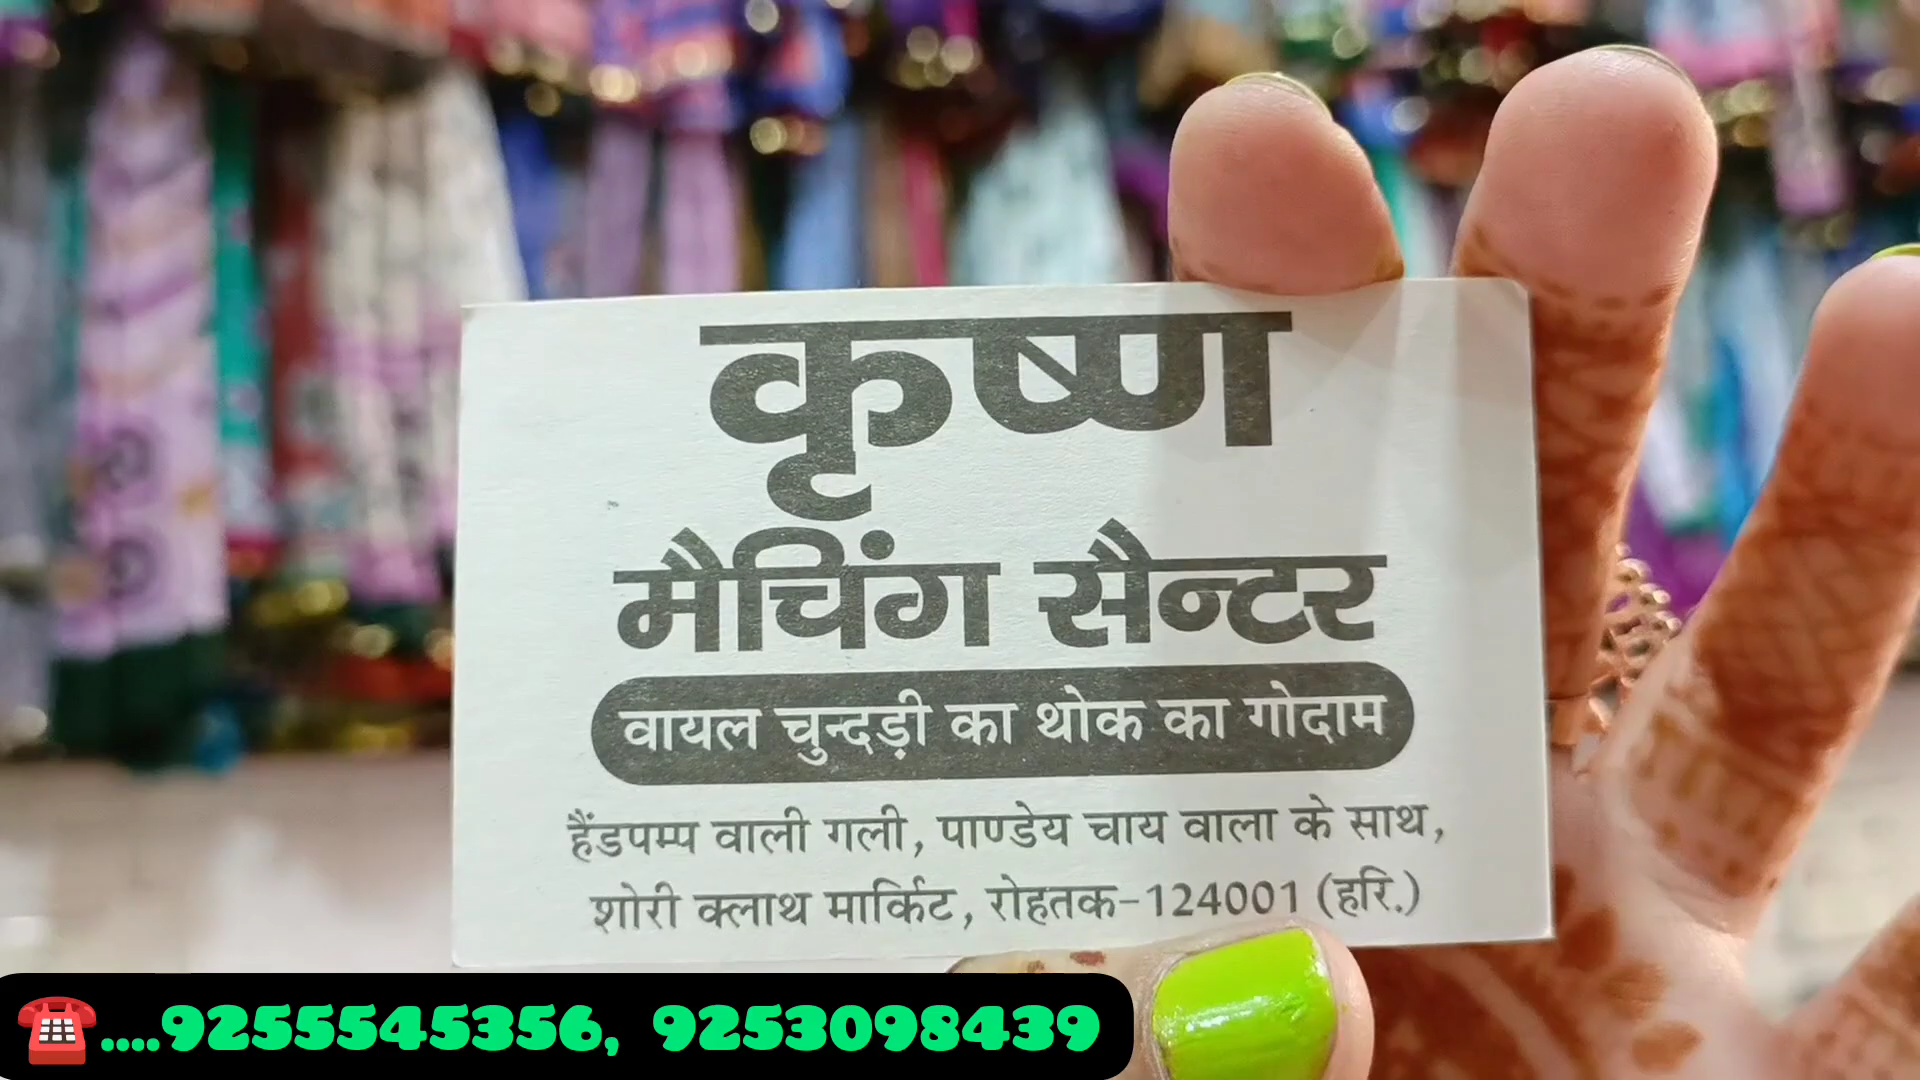 कृष्ण
मैचिंग सैन्टर
वायल चुन्दड़ी का थोक का गोदाम
हैंडपम्प वाली गली, पाण्डेय चाय वाला के साथ,
शोरी क्लाथ मार्किट, रोहतक-124001 (हरि.)
☎️....9255545356, 9253098439